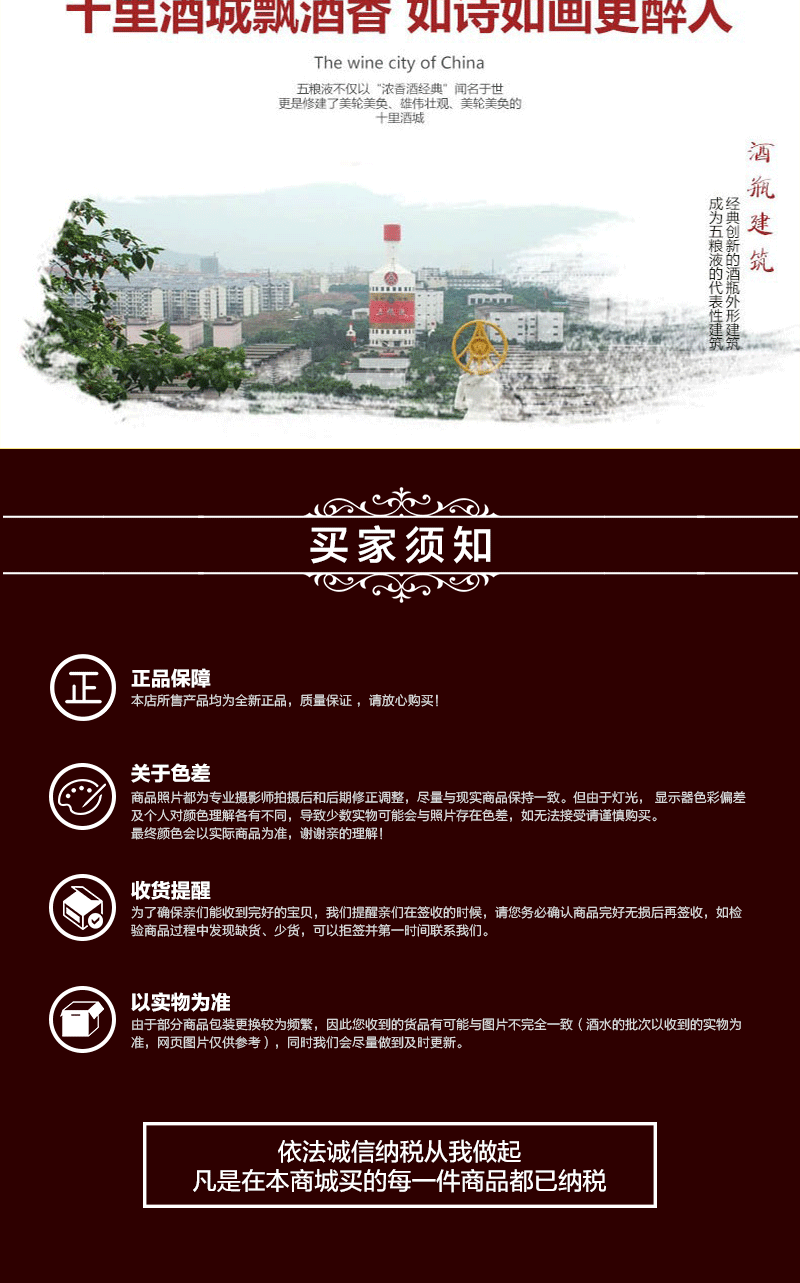 十里酒城飘酒香 如诗如画更醉人
The wine city of China
五粮液不仅以“浓香酒经典”闻名于世
更是修建了美轮美奂、雄伟壮观、美轮美奂的
十里酒城
酒瓶建筑
经典创新的酒瓶外形建筑
成为五粮液的代表性建筑
买家须知
正
正品保障
本店所售产品均为全新正品，质量保证 ，请放心购买！
关于色差
商品照片都为专业摄影师拍摄后和后期修正调整，尽量与现实商品保持一致。但由于灯光， 显示器色彩偏差
及个人对颜色理解各有不同，导致少数实物可能会与照片存在色差，如无法接受请谨慎购买。
最终颜色会以实际商品为准，谢谢亲的理解！
收货提醒
为了确保亲们能收到完好的宝贝，我们提醒亲们在签收的时候，请您务必确认商品完好无损后再签收，如检
验商品过程中发现缺货、少货，可以拒签并第一时间联系我们。
以实物为准
由于部分商品包装更换较为频繁，因此您收到的货品有可能与图片不完全一致（酒水的批次以收到的实物为
准，网页图片仅供参考），同时我们会尽量做到及时更新。
依法诚信纳税从我做起
凡是在本商城买的每一件商品都已纳税